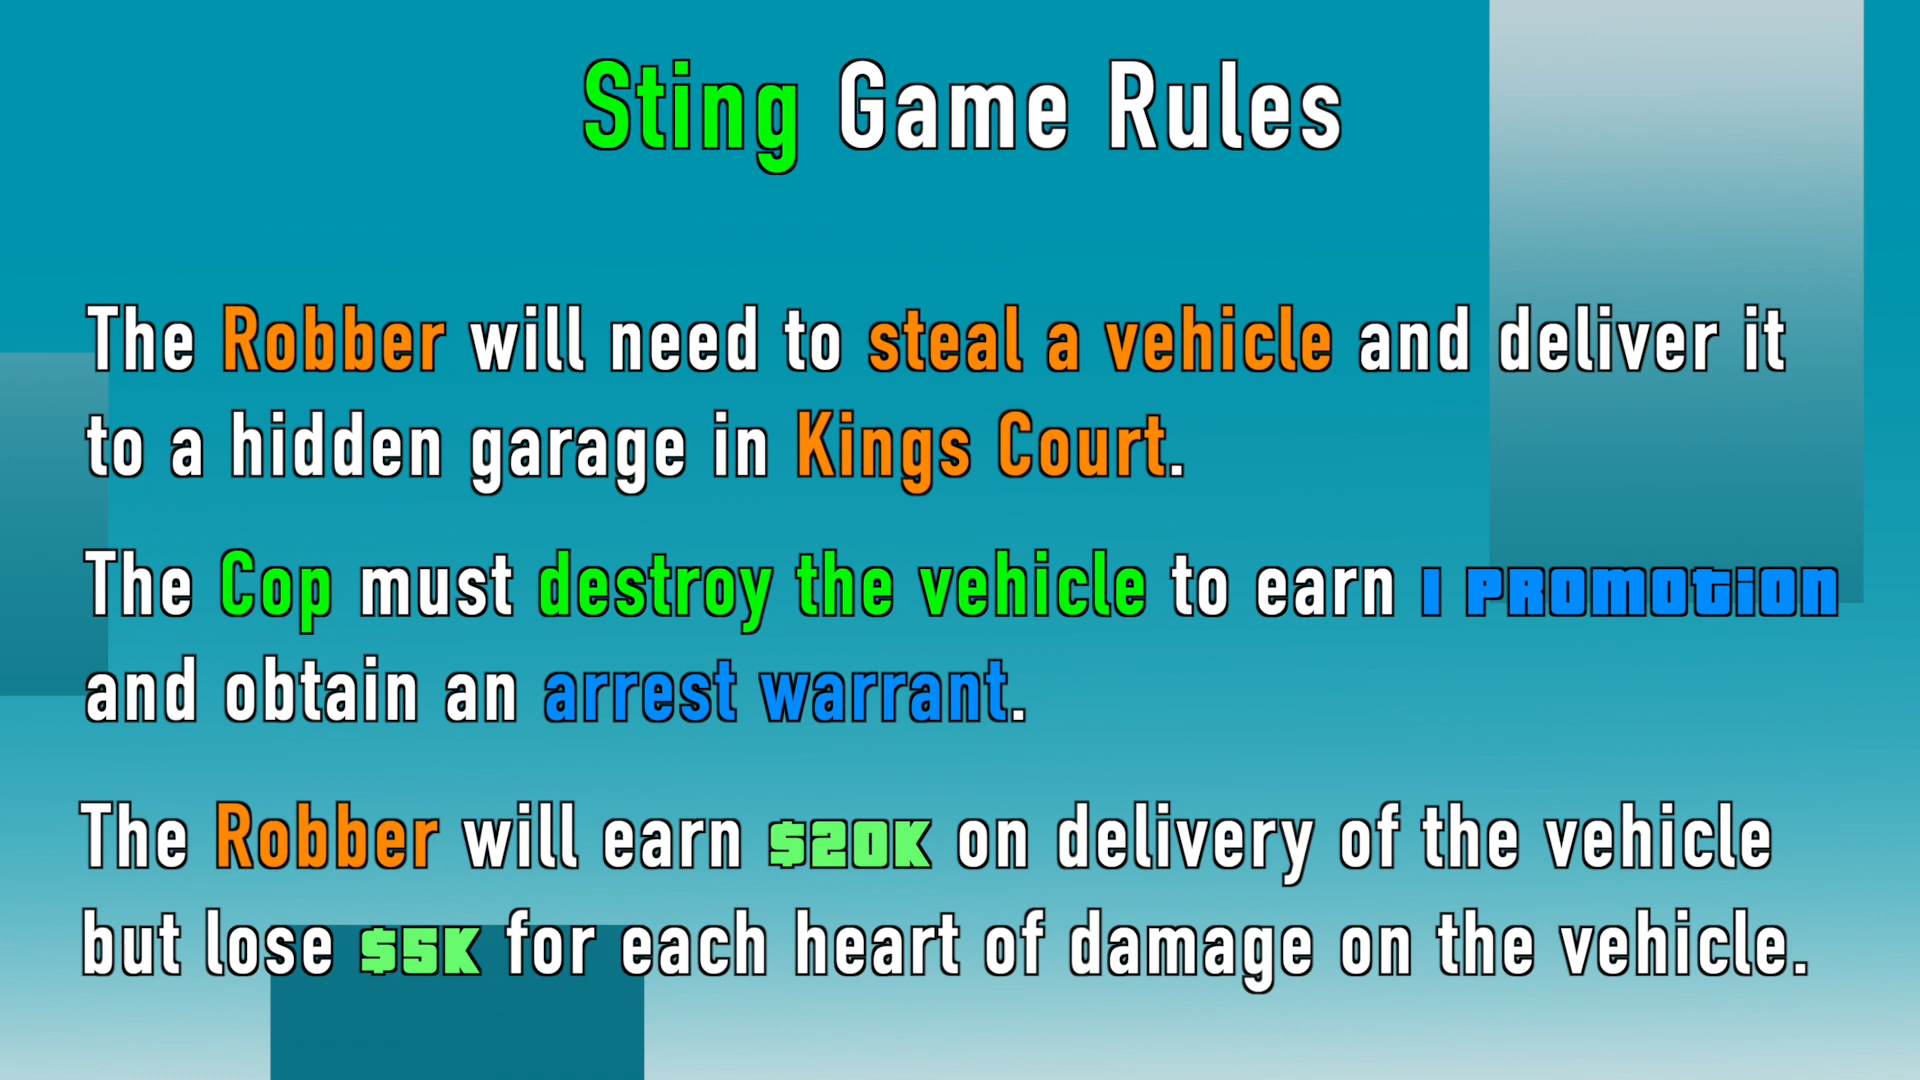 Sting Game Rules
The Robber will need to steal a vehicle and deliver it
to a hidden garage in Kings Court.
The Cop must destroy the vehicle to earn 1 PROMOTION
and obtain an arrest warrant.
The Robber will earn $20K on delivery of the vehicle
but lose $5K for each heart of damage on the vehicle.